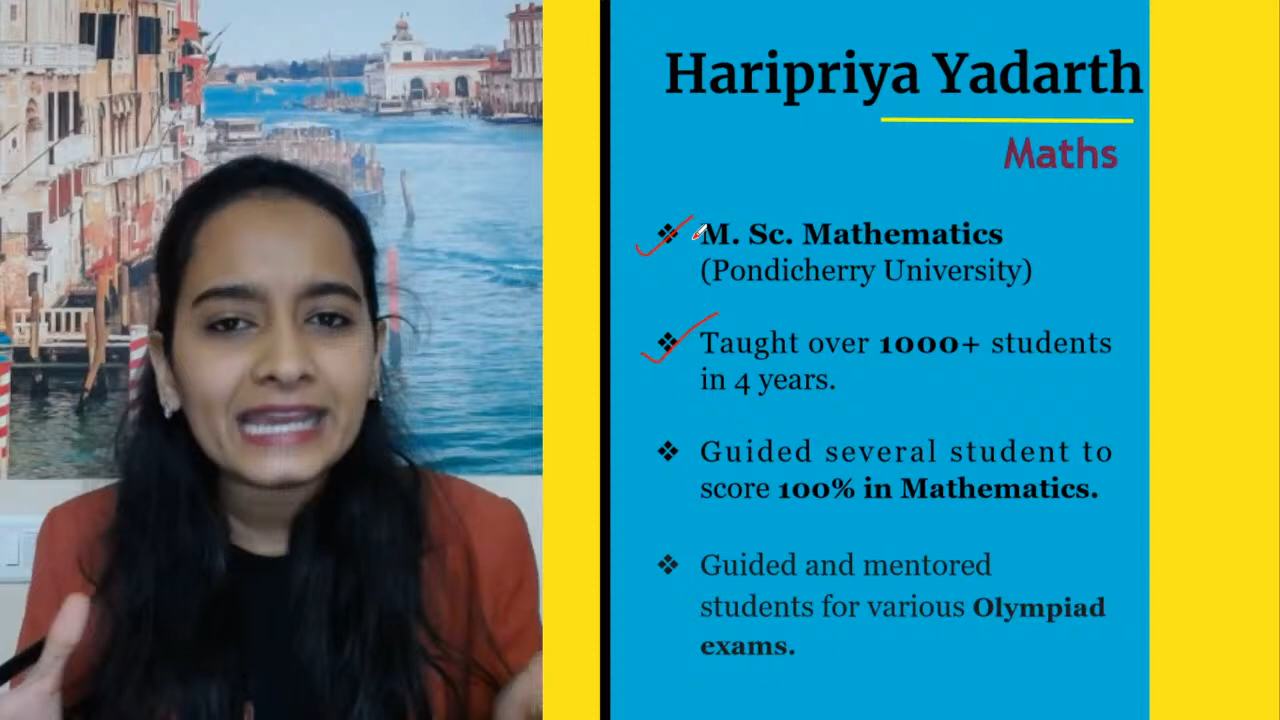 Haripriya Yadarth
Maths
M. Sc. Mathematics
(Pondicherry University)
Taught over 1000+ students
in 4 years.
Guided several student to
score 100% in Mathematics.
Guided and mentored
students for various Olympiad
exams.